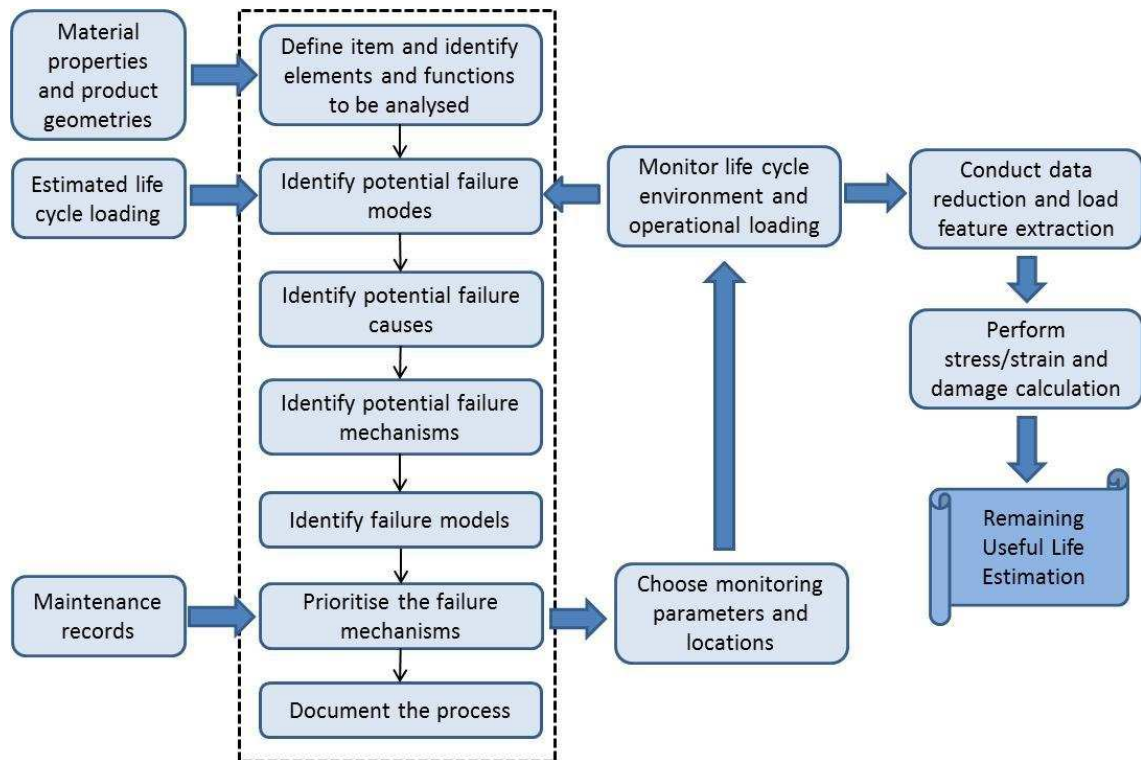 Material
properties
and product
geometries
Define item and identify
elements and functions
to be analysed
Estimated life
cycle loading
Identify potential failure
modes
Monitor life cycle
environment and
operational loading
Conduct data
reduction and load
feature extraction
Identify potential failure
causes
Perform
stress/strain and
damage calculation
Identify potential failure
mechanisms
Identify failure models
Remaining
Useful Life
Estimation
Maintenance
records
Prioritise the failure
mechanisms
Choose monitoring
parameters and
locations
Document the process